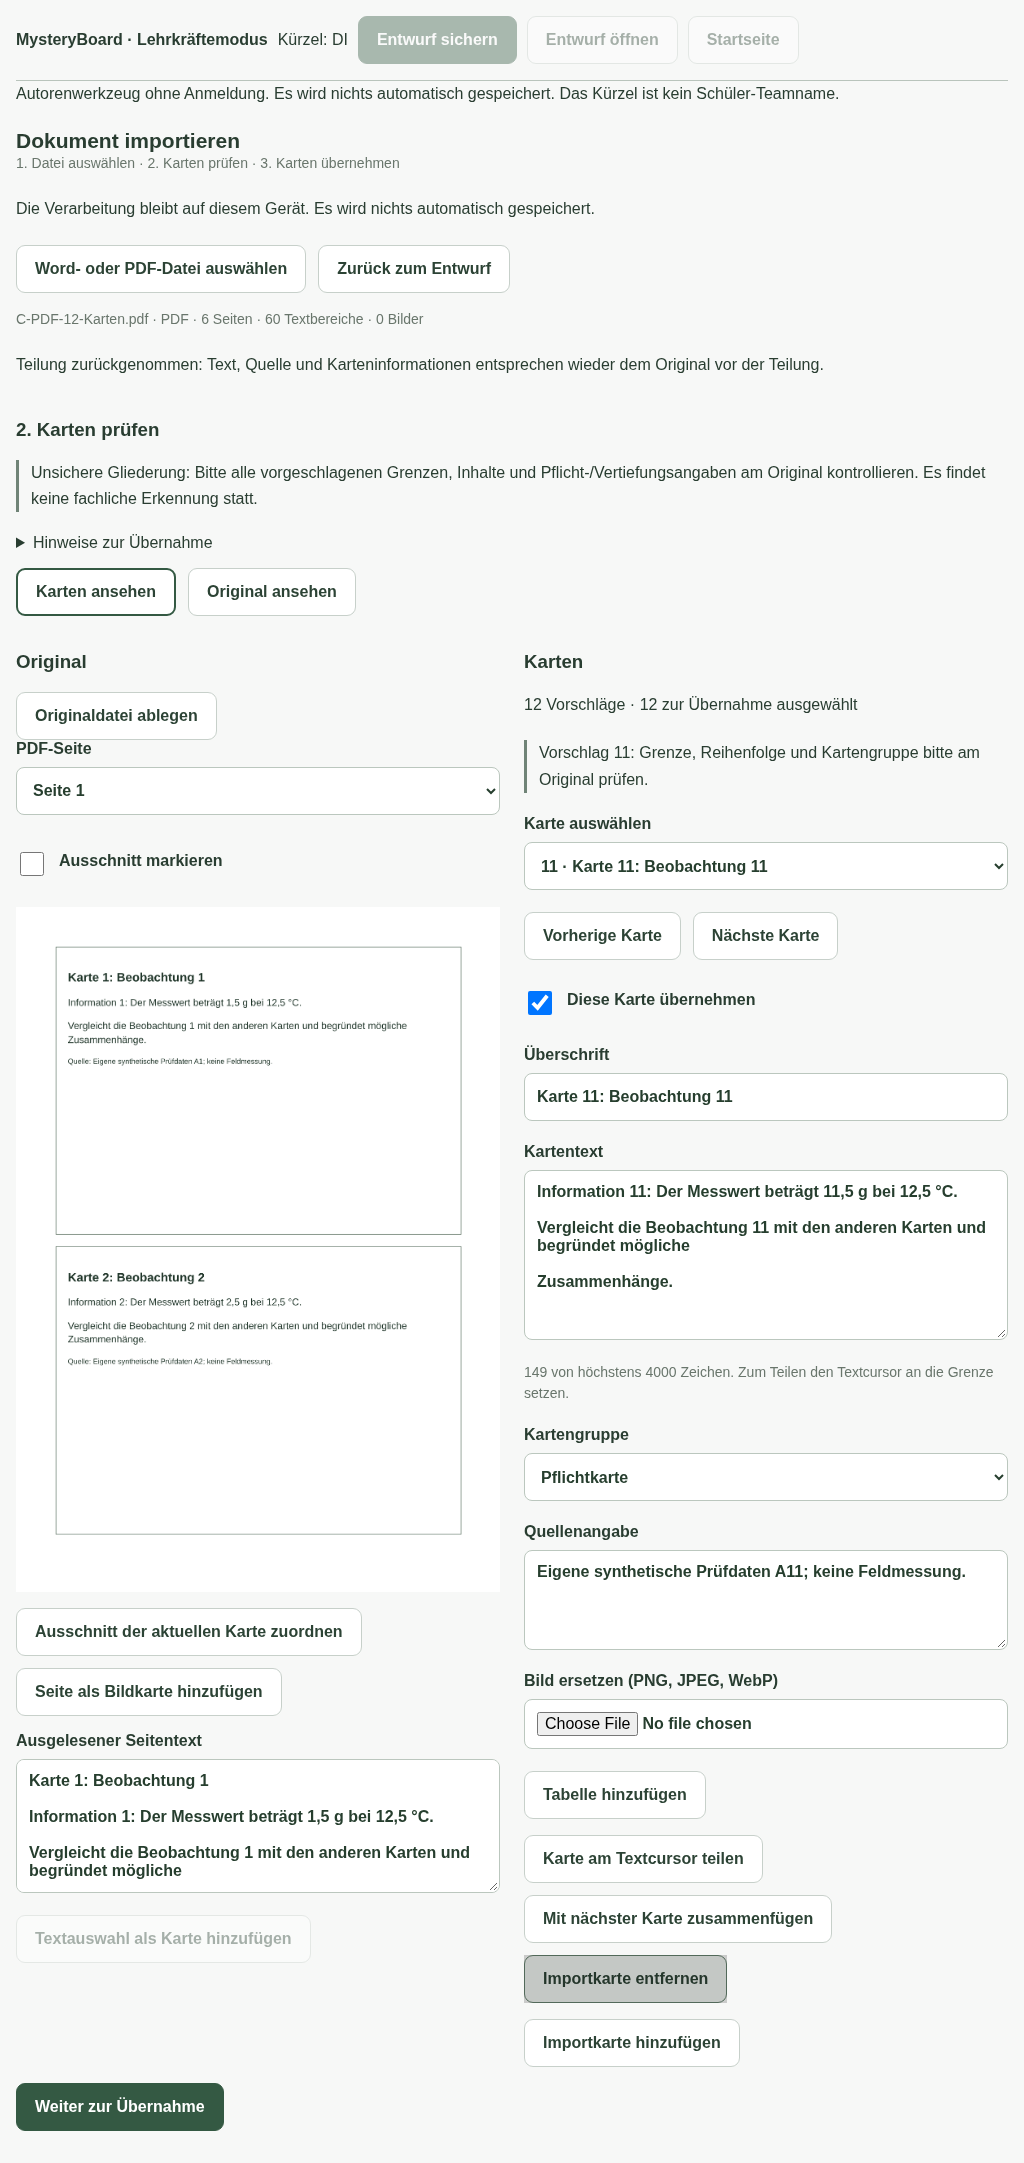 MysteryBoard · Lehrkräftemodus Kürzel: DI Entwurf sichern Entwurf öffnen Startseite
Autorenwerkzeug ohne Anmeldung. Es wird nichts automatisch gespeichert. Das Kürzel ist kein Schüler-Teamname.
Dokument importieren
1. Datei auswählen · 2. Karten prüfen · 3. Karten übernehmen
Die Verarbeitung bleibt auf diesem Gerät. Es wird nichts automatisch gespeichert.
Word- oder PDF-Datei auswählen Zurück zum Entwurf
C-PDF-12-Karten.pdf · PDF · 6 Seiten · 60 Textbereiche · 0 Bilder
Teilung zurückgenommen: Text, Quelle und Karteninformationen entsprechen wieder dem Original vor der Teilung.
2. Karten prüfen
Unsichere Gliederung: Bitte alle vorgeschlagenen Grenzen, Inhalte und Pflicht-/Vertiefungsangaben am Original kontrollieren. Es findet
keine fachliche Erkennung statt.
Hinweise zur Übernahme
Karten ansehen Original ansehen
Original
Originaldatei ablegen
PDF-Seite
Seite 1
Ausschnitt markieren
Karte 1: Beobachtung 1
Information 1: Der Messwert beträgt 1,5 g bei 12,5 °C.
Vergleicht die Beobachtung 1 mit den anderen Karten und begründet mögliche
Zusammenhänge.
Quelle: Eigene synthetische Prüfdaten A1; keine Feldmessung.
Karte 2: Beobachtung 2
Information 2: Der Messwert beträgt 2,5 g bei 12,5 °C.
Vergleicht die Beobachtung 2 mit den anderen Karten und begründet mögliche
Zusammenhänge.
Quelle: Eigene synthetische Prüfdaten A2; keine Feldmessung.
Ausschnitt der aktuellen Karte zuordnen
Seite als Bildkarte hinzufügen
Ausgelesener Seitentext
Karte 1: Beobachtung 1
Information 1: Der Messwert beträgt 1,5 g bei 12,5 °C.
Vergleicht die Beobachtung 1 mit den anderen Karten und
begründet mögliche
Textauswahl als Karte hinzufügen
Karten
12 Vorschläge · 12 zur Übernahme ausgewählt
Vorschlag 11: Grenze, Reihenfolge und Kartengruppe bitte am
Original prüfen.
Karte auswählen
11 · Karte 11: Beobachtung 11
Vorherige Karte Nächste Karte
Diese Karte übernehmen
Überschrift
Karte 11: Beobachtung 11
Kartentext
Information 11: Der Messwert beträgt 11,5 g bei 12,5 °C.
Vergleicht die Beobachtung 11 mit den anderen Karten und
begründet mögliche
Zusammenhänge.
149 von höchstens 4000 Zeichen. Zum Teilen den Textcursor an die Grenze
setzen.
Kartengruppe
Pflichtkarte
Quellenangabe
Eigene synthetische Prüfdaten A11; keine Feldmessung.
Bild ersetzen (PNG, JPEG, WebP)
Choose File No file chosen
Tabelle hinzufügen
Karte am Textcursor teilen
Mit nächster Karte zusammenfügen
Importkarte entfernen
Importkarte hinzufügen
Weiter zur Übernahme